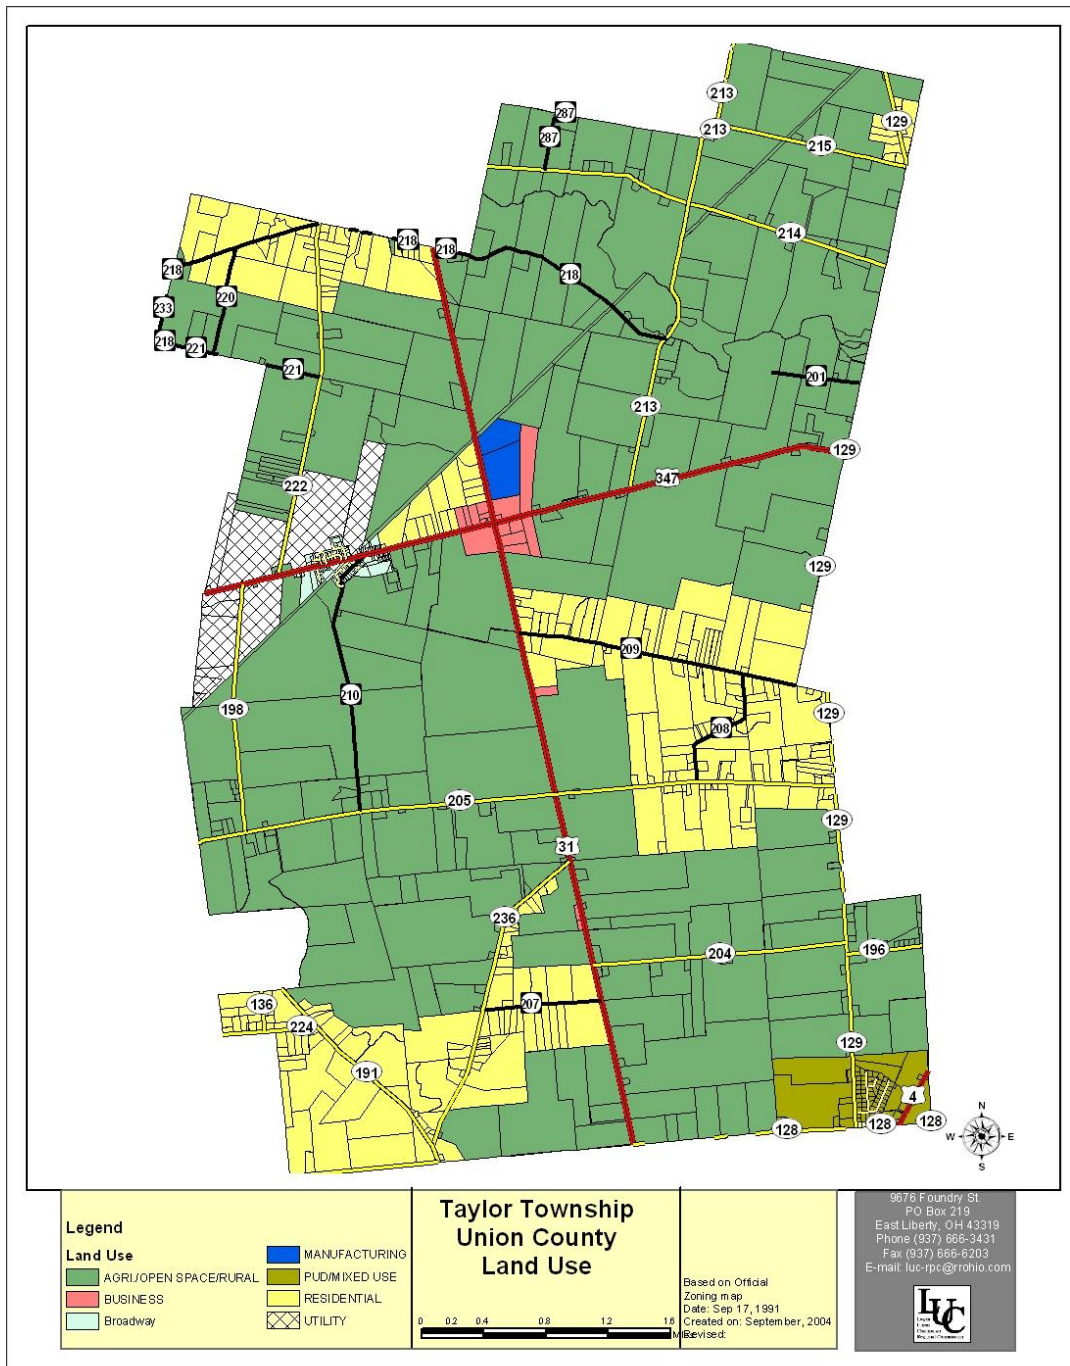 213
129
287
213
287
215
214
218
218
218
218
220
233
218
221
221
201
213
129
347
222
129
209
210
198
129
208
205
129
31
236
204
196
207
136
224
129
191
4
128
128
128
N
W
E
S
Legend
Land Use
AGRI./OPEN SPACE/RURAL
BUSINESS
Broadway
MANUFACTURING
PUD/MIXED USE
RESIDENTIAL
UTILITY
Taylor Township
Union County
Land Use
0 0.2 0.4 0.8 1.2 1.6
Based on Official
Zoning map
Date: Sep 17, 1991
Created on: September, 2004
Revised:
9676 Foundry St.
PO Box 219
East Liberty, OH 43319
Phone (937) 666-3431
Fax (937) 666-6203
E-mail: luc-rpc@rrohio.com
LUC